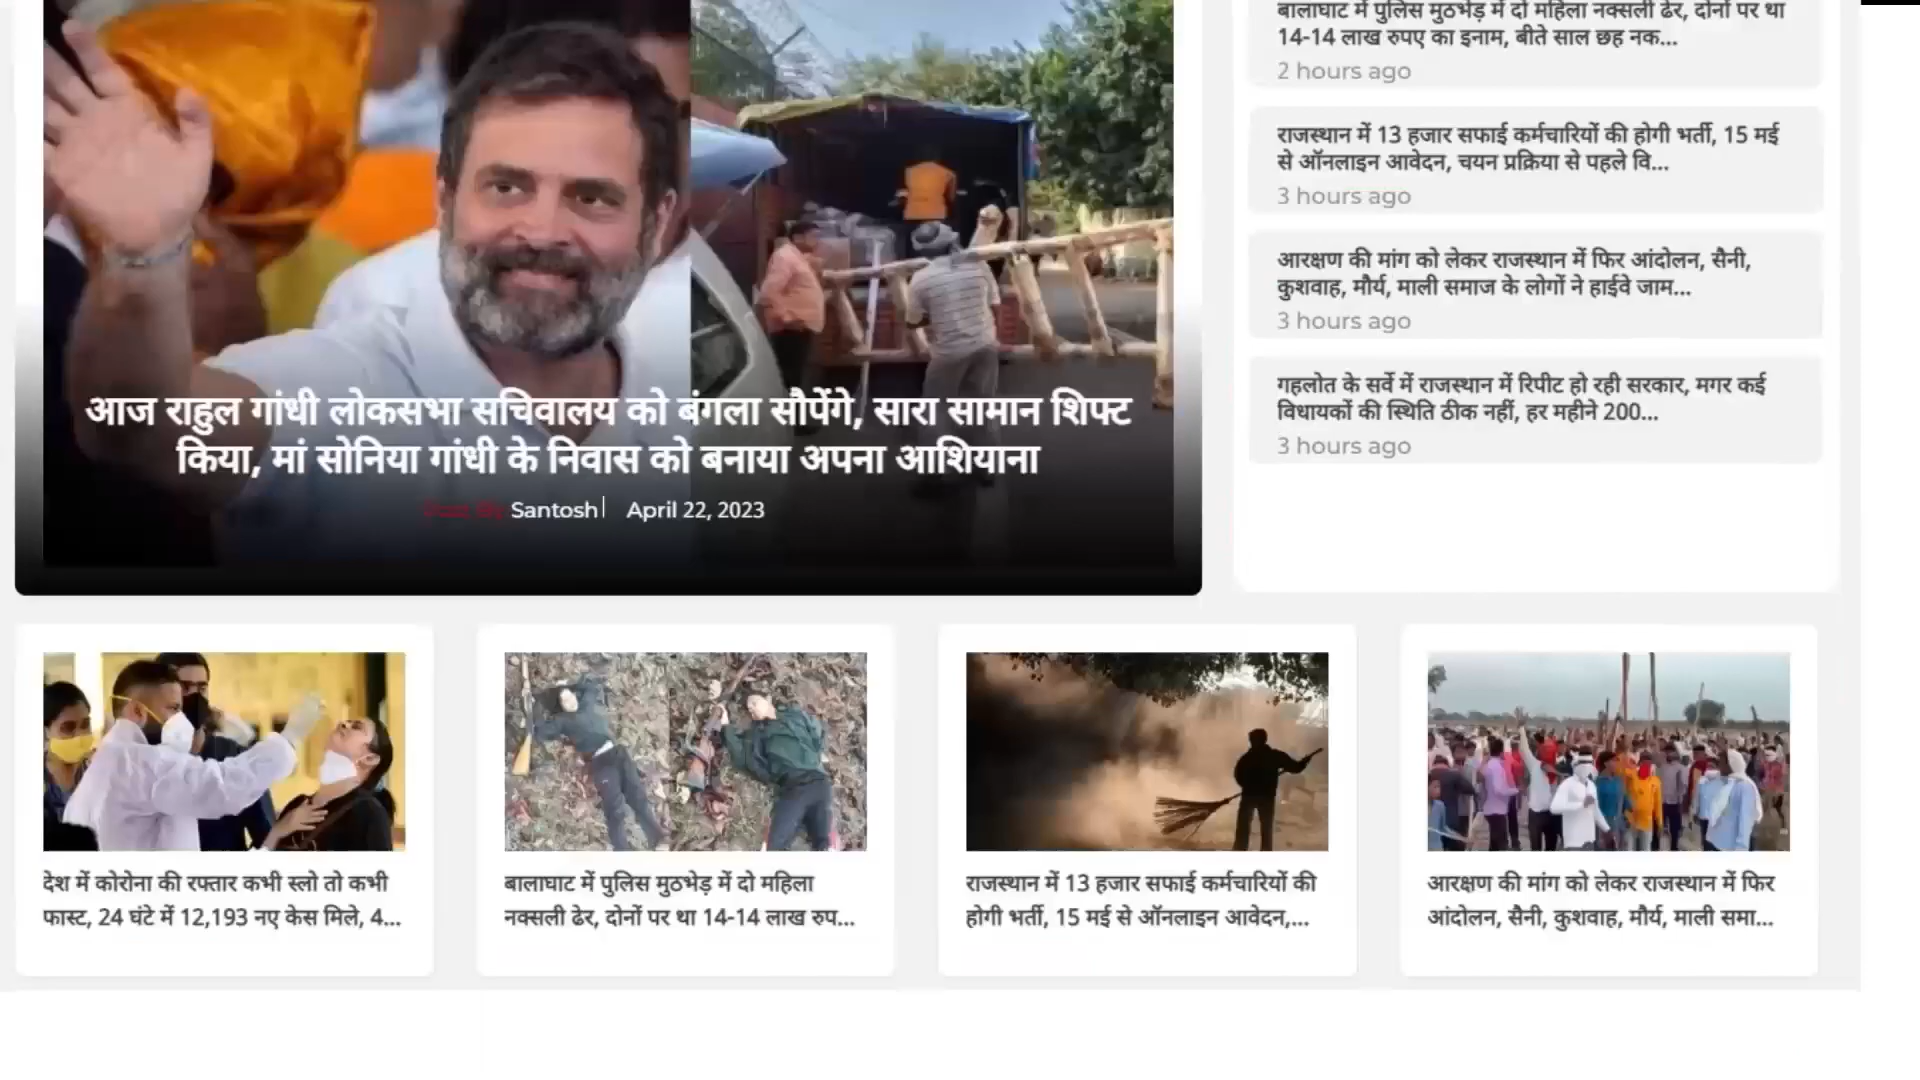 आज राहुल गांधी लोकसभा सचिवालय को बंगला सौपेंगे, सारा सामान शिफ्ट
किया, मां सोनिया गांधी के निवास को बनाया अपना आशियाना
Post By Santosh | April 22, 2023
बालाघाट में पुलिस मुठभेड़ में दो महिला नक्सली ढेर, दोनों पर था
14-14 लाख रुपए का इनाम, बीते साल छह नक...
2 hours ago
राजस्थान में 13 हजार सफाई कर्मचारियों की होगी भर्ती, 15 मई
से ऑनलाइन आवेदन, चयन प्रक्रिया से पहले वि...
3 hours ago
आरक्षण की मांग को लेकर राजस्थान में फिर आंदोलन, सैनी,
कुशवाह, मौर्य, माली समाज के लोगों ने हाईवे जाम...
3 hours ago
गहलोत के सर्वे में राजस्थान में रिपीट हो रही सरकार, मगर कई
विधायकों की स्थिति ठीक नहीं, हर महीने 200...
3 hours ago
देश में कोरोना की रफ्तार कभी स्लो तो कभी
फास्ट, 24 घंटे में 12,193 नए केस मिले, 4...
बालाघाट में पुलिस मुठभेड़ में दो महिला
नक्सली ढेर, दोनों पर था 14-14 लाख रुप...
राजस्थान में 13 हजार सफाई कर्मचारियों की
होगी भर्ती, 15 मई से ऑनलाइन आवेदन,...
आरक्षण की मांग को लेकर राजस्थान में फिर
आंदोलन, सैनी, कुशवाह, मौर्य, माली समा...